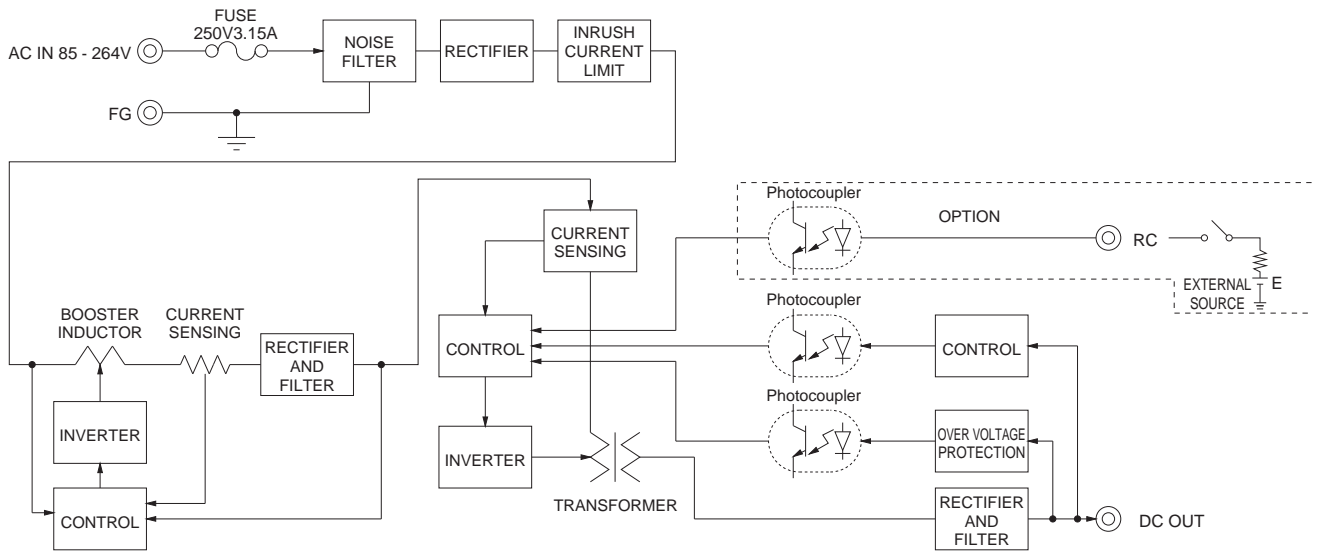 FUSE
250V3.15A
AC IN 85 - 264V
NOISE
FILTER
RECTIFIER
INRUSH
CURRENT
LIMIT
FG
Photocoupler
OPTION
RC
EXTERNAL
SOURCE
E
CURRENT
SENSING
BOOSTER
INDUCTOR
CURRENT
SENSING
RECTIFIER
AND
FILTER
CONTROL
Photocoupler
CONTROL
Photocoupler
OVER VOLTAGE
PROTECTION
INVERTER
INVERTER
TRANSFORMER
CONTROL
RECTIFIER
AND
FILTER
DC OUT